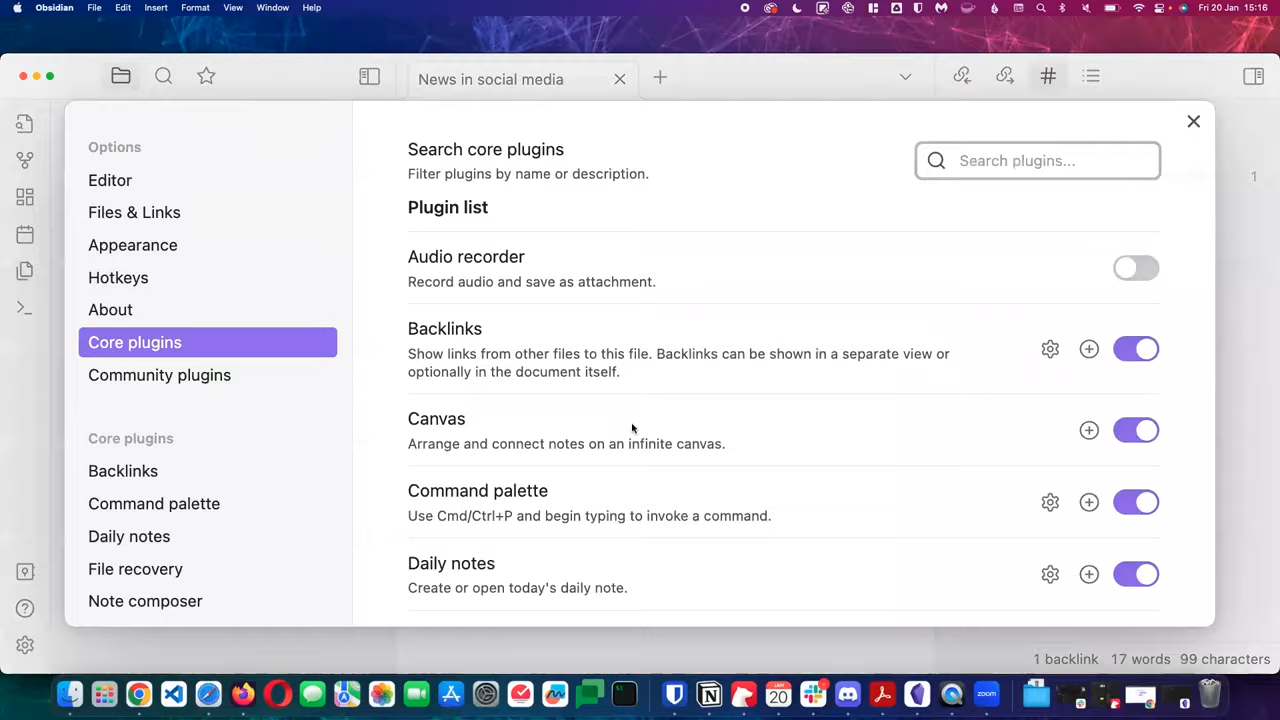 Obsidian File Edit Insert Format View Window Help
Fri 20 Jan 15:16
News in social media
1
Options
Editor
Files & Links
Appearance
Hotkeys
About
Core plugins
Community plugins
Core plugins
Backlinks
Command palette
Daily notes
File recovery
Note composer
Search core plugins
Filter plugins by name or description.
Search plugins...
Plugin list
Audio recorder
Record audio and save as attachment.
Backlinks
Show links from other files to this file. Backlinks can be shown in a separate view or
optionally in the document itself.
Canvas
Arrange and connect notes on an infinite canvas.
Command palette
Use Cmd/Ctrl+P and begin typing to invoke a command.
Daily notes
Create or open today's daily note.
1 backlink 17 words 99 characters
JAN
20
zoom